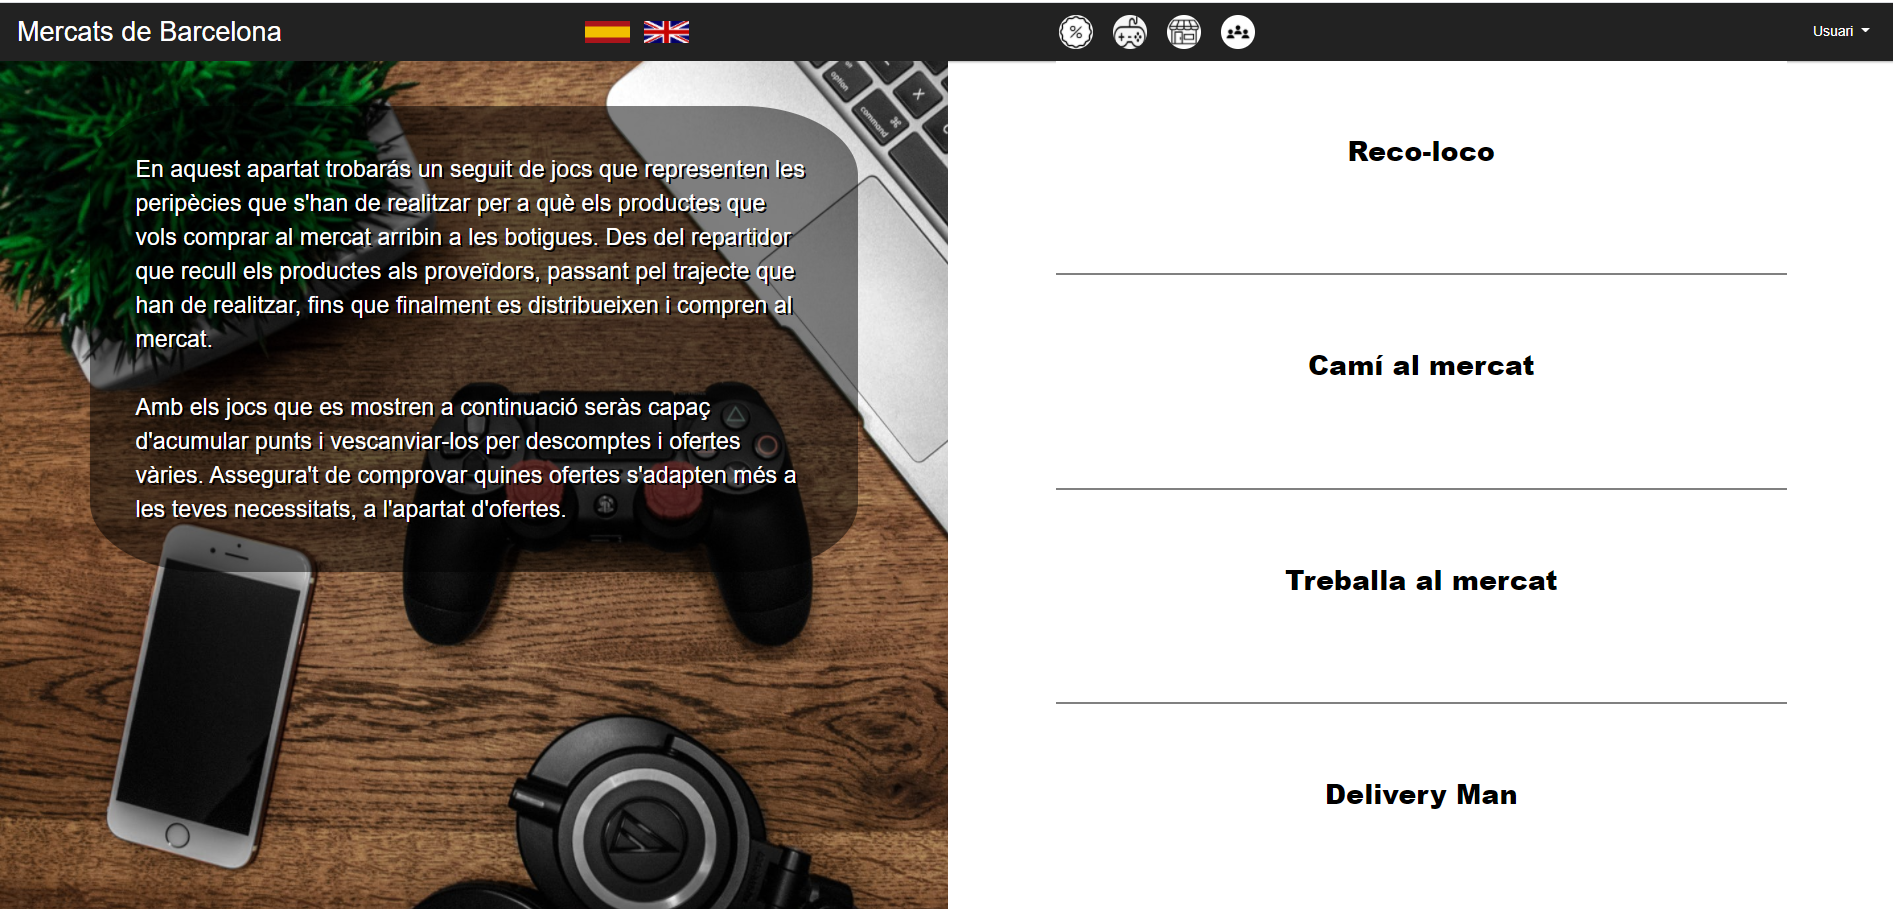 Mercats de Barcelona
Usuari
En aquest apartat trobarás un seguit de jocs que representen les
peripècies que s'han de realitzar per a què els productes que
vols comprar al mercat arribin a les botigues. Des del repartidor
que recull els productes als proveïdors, passant pel trajecte que
han de realitzar, fins que finalment es distribueixen i compren al
mercat.
Amb els jocs que es mostren a continuació seràs capaç
d'acumular punts i vescanviar-los per descomptes i ofertes
vàries. Assegura't de comprovar quines ofertes s'adapten més a
les teves necessitats, a l'apartat d'ofertes.
option
command
X
Reco-loco
Camí al mercat
Treballa al mercat
Delivery Man